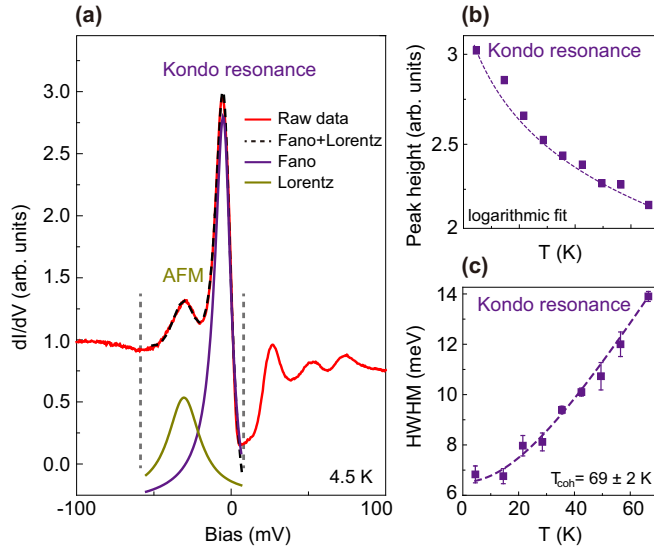 (a)
dI/dV (arb. units)
3.0
2.5
2.0
1.5
1.0
0.5
0.0
Kondo resonance
Raw data
Fano+Lorentz
Fano
Lorentz
AFM
4.5 K
-100
-50
0
50
100
Bias (mV)
(b)
Peak height (arb. units)
3
2.5
2
Kondo resonance
logarithmic fit
T (K)
(c)
HWHM (meV)
14
12
10
8
6
Kondo resonance
Tcoh= 69 ± 2 K
0
20
40
60
T (K)